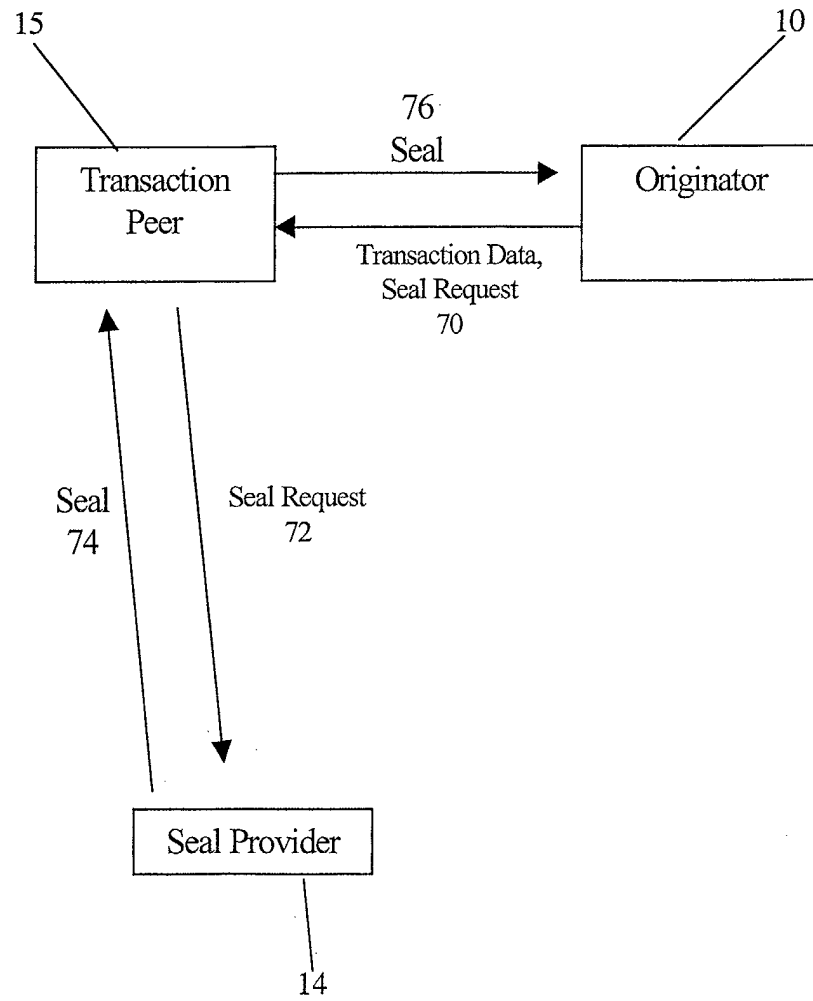 15
10
76
Seal
Transaction
Peer
Originator
Transaction Data,
Seal Request
70
Seal
74
Seal Request
72
Seal Provider
14